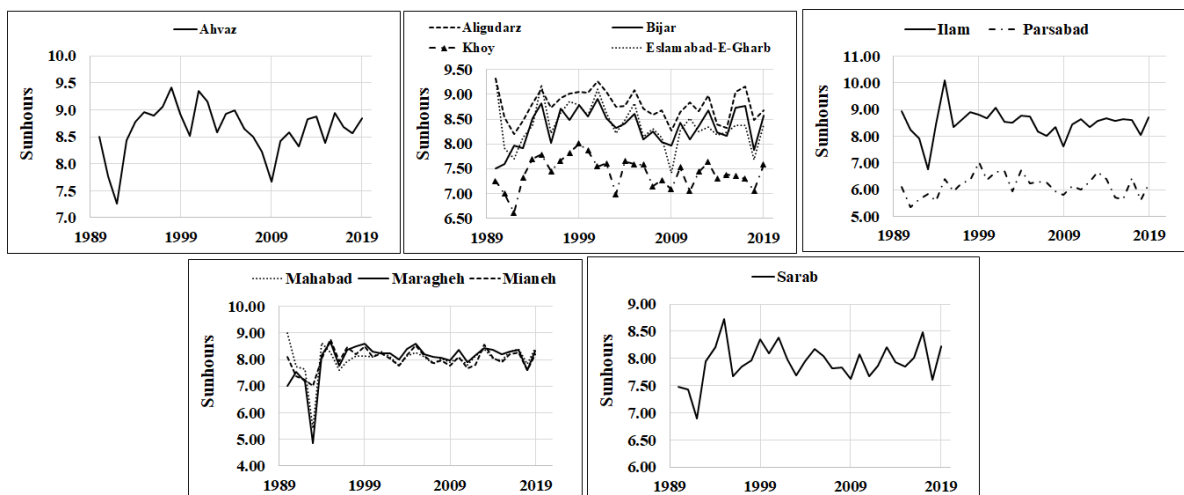 Ahvaz
Sunhours
10.0
9.5
9.0
8.5
8.0
7.5
7.0
1989 1999 2009 2019
Aligudarz Bijar
Khoy Eslamabad-E-Gharb
Sunhours
9.50
9.00
8.50
8.00
7.50
7.00
6.50
1989 1999 2009 2019
Ilam Parsabad
Sunhours
11.00
10.00
9.00
8.00
7.00
6.00
5.00
1989 1999 2009 2019
Mahabad Maragheh Mianeh
Sunhours
10.00
9.00
8.00
7.00
6.00
5.00
4.00
1989 1999 2009 2019
Sarab
Sunhours
9.00
8.50
8.00
7.50
7.00
6.50
6.00
1989 1999 2009 2019